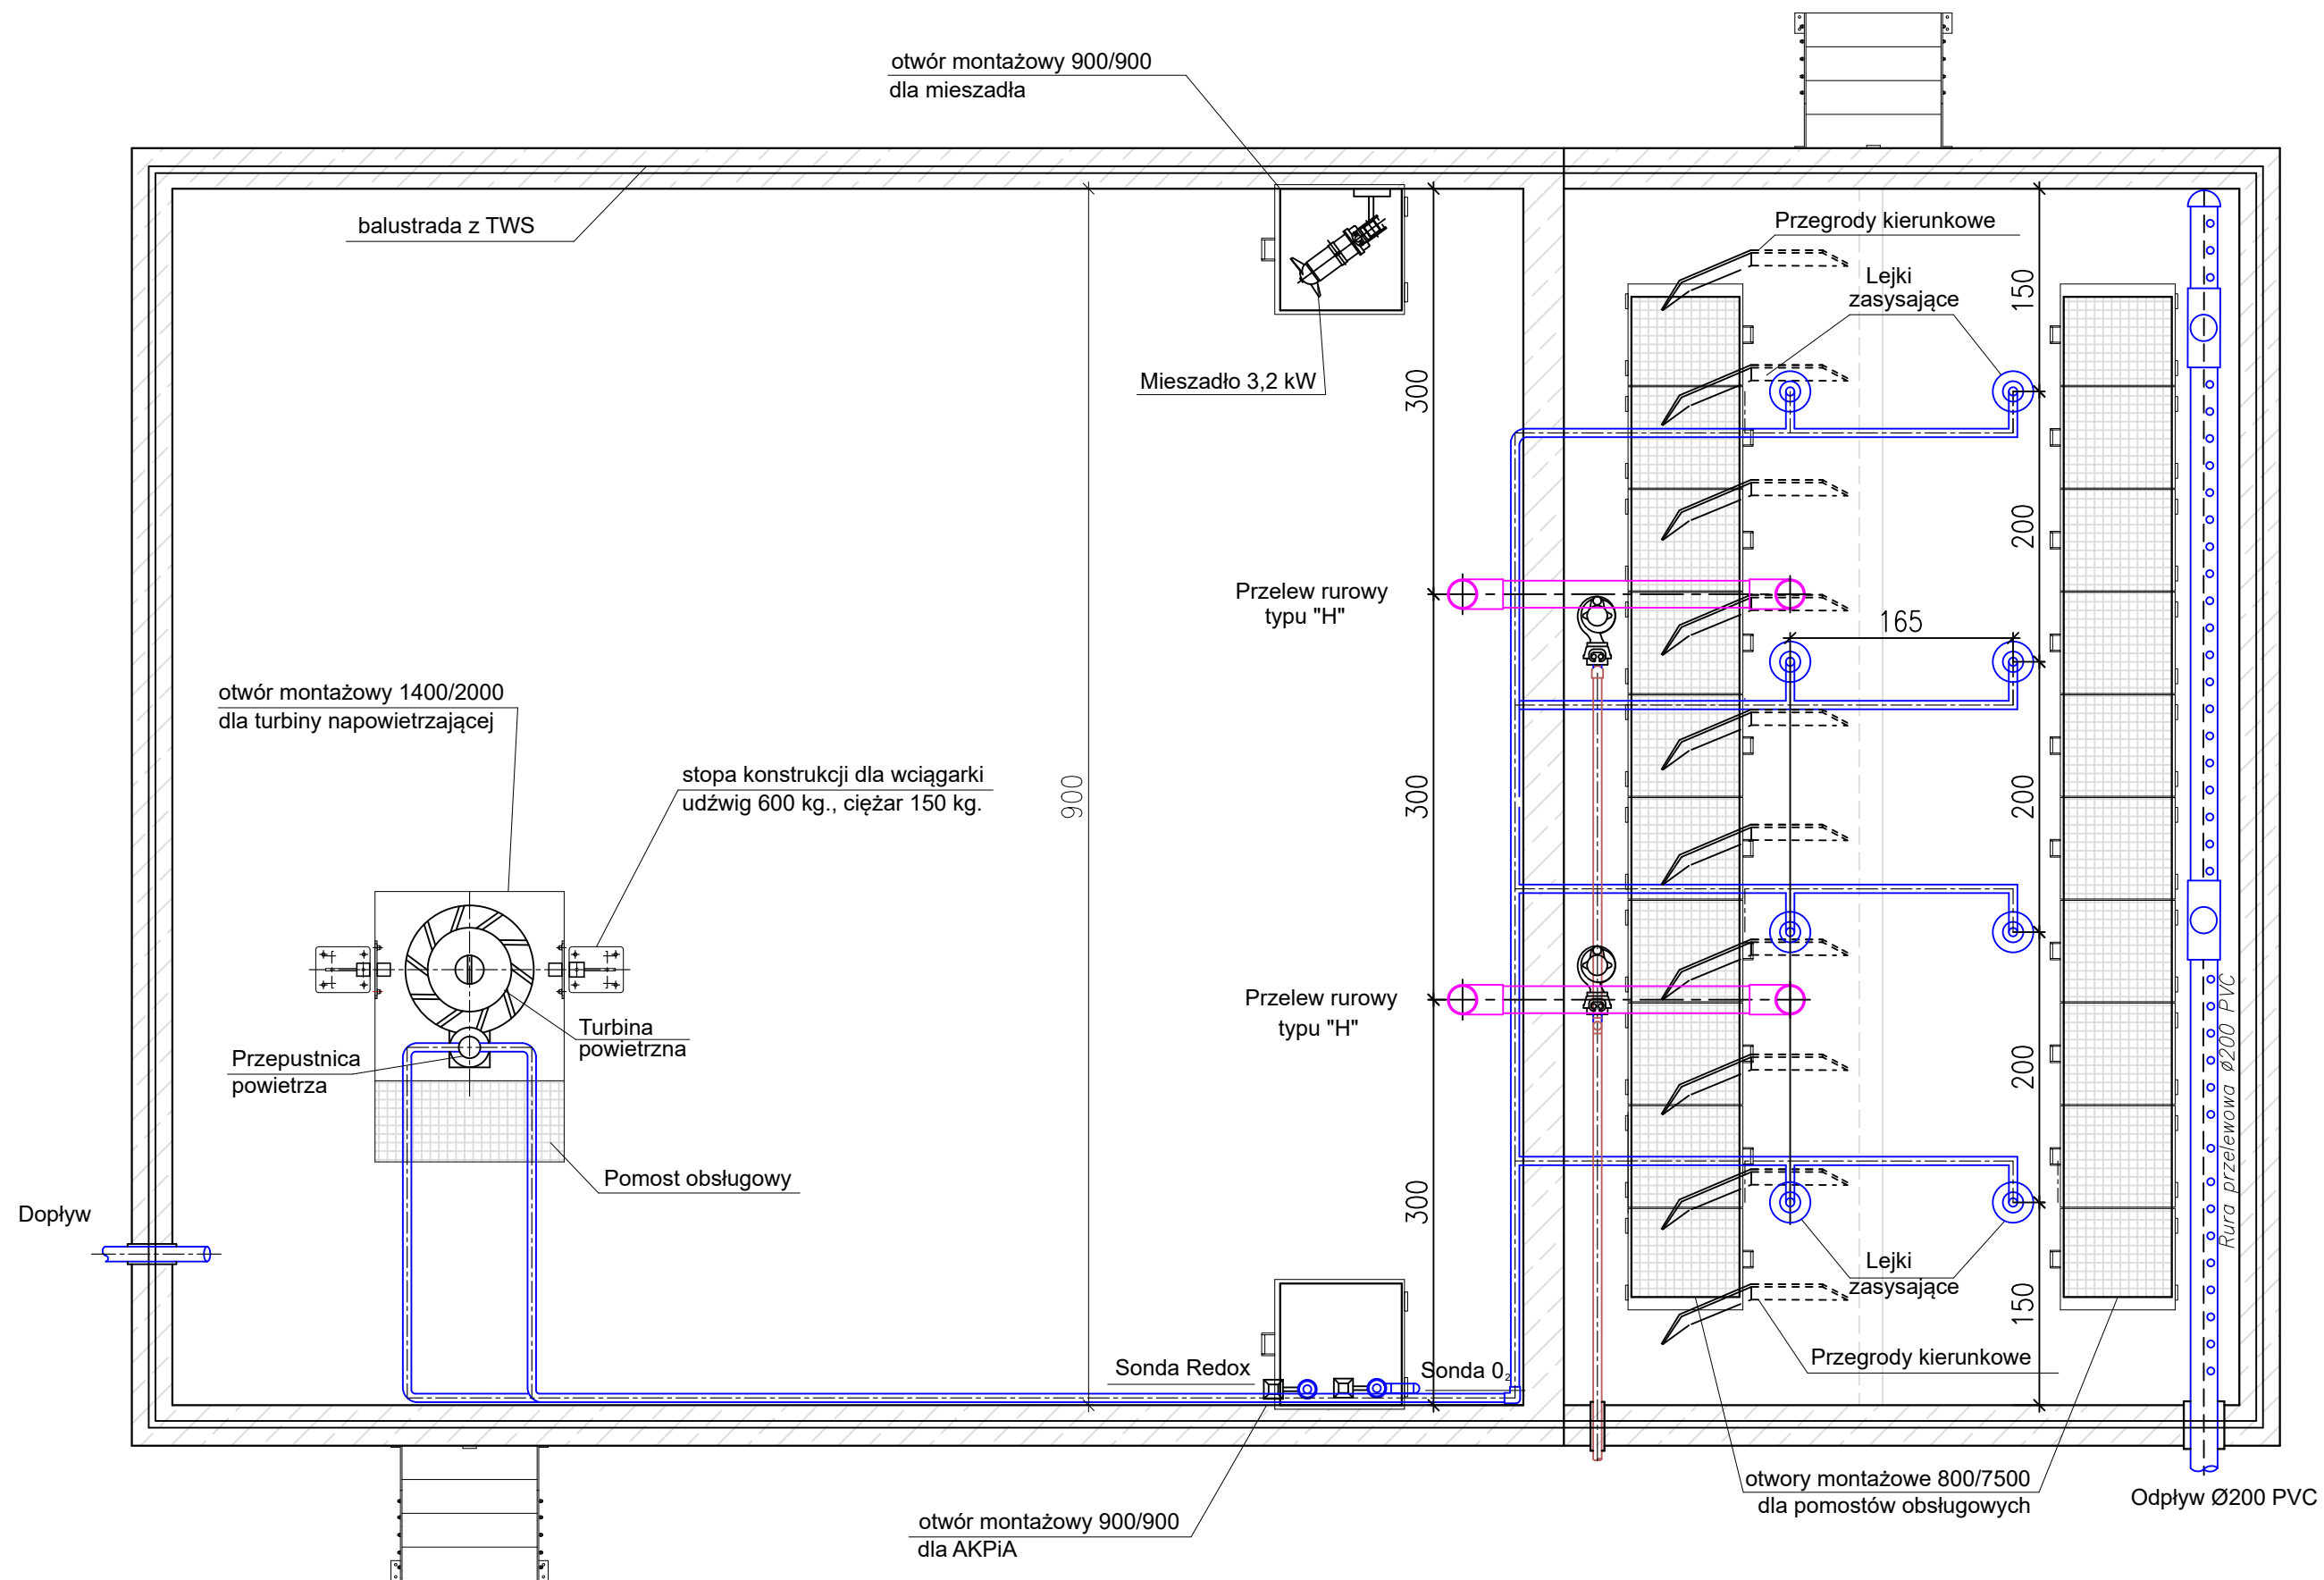 otwór montażowy 900/900
dla mieszadła
balustrada z TWS
Mieszadło 3,2 kW
Przegrody kierunkowe
Lejki
zasysające
150
300
200
Przelew rurowy
typu "H"
165
otwór montażowy 1400/2000
dla turbiny napowietrzającej
stopa konstrukcji dla wciągarki
udźwig 600 kg., ciężar 150 kg.
900
300
200
Przelew rurowy
typu "H"
Turbina
powietrzna
Przepustnica
powietrza
200
Rura przelewowa Ø200 PVC
Pomost obsługowy
Dopływ
300
Lejki
zasysające
150
Sonda Redox
Sonda 0₂
Przegrody kierunkowe
otwory montażowe 800/7500
dla pomostów obsługowych
Odpływ Ø200 PVC
otwór montażowy 900/900
dla AKPiA